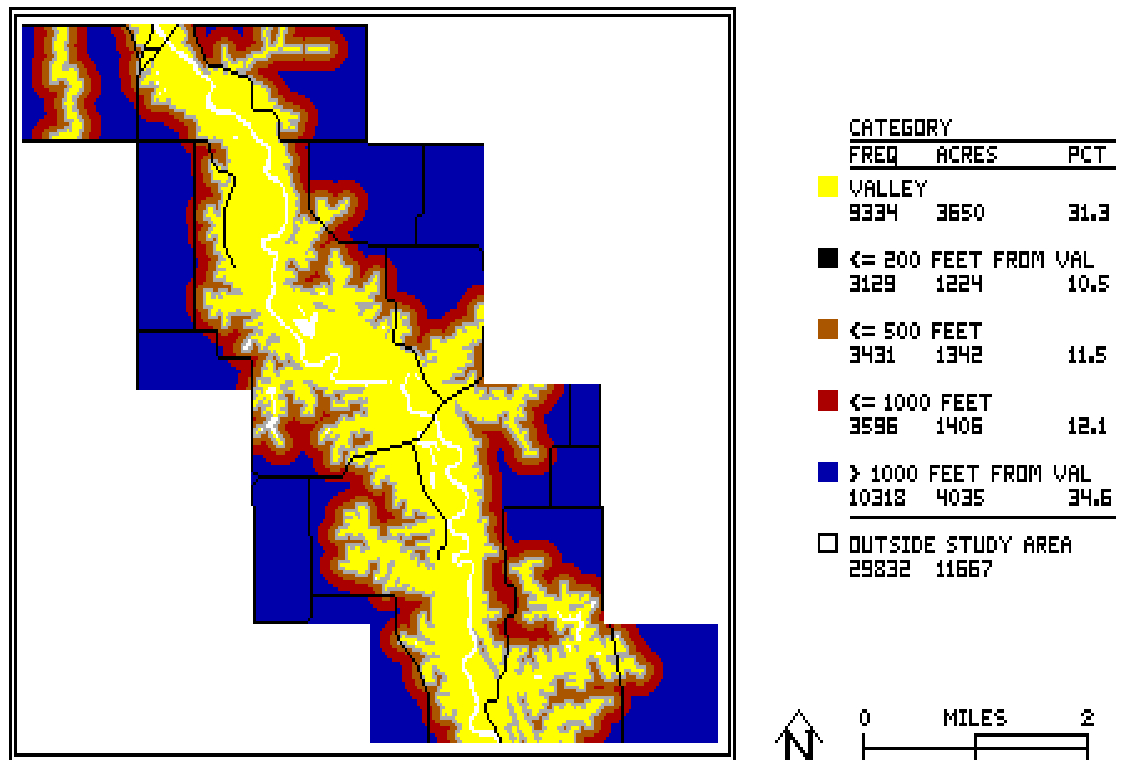 CATEGORY
FREQ ACRES PCT
VALLEY
9334 3650 31.3
<= 200 FEET FROM VAL
3129 1224 10.5
<= 500 FEET
3431 1342 11.5
<= 1000 FEET
3596 1406 12.1
> 1000 FEET FROM VAL
10318 4035 34.6
OUTSIDE STUDY AREA
29832 11667
0 MILES 2
N